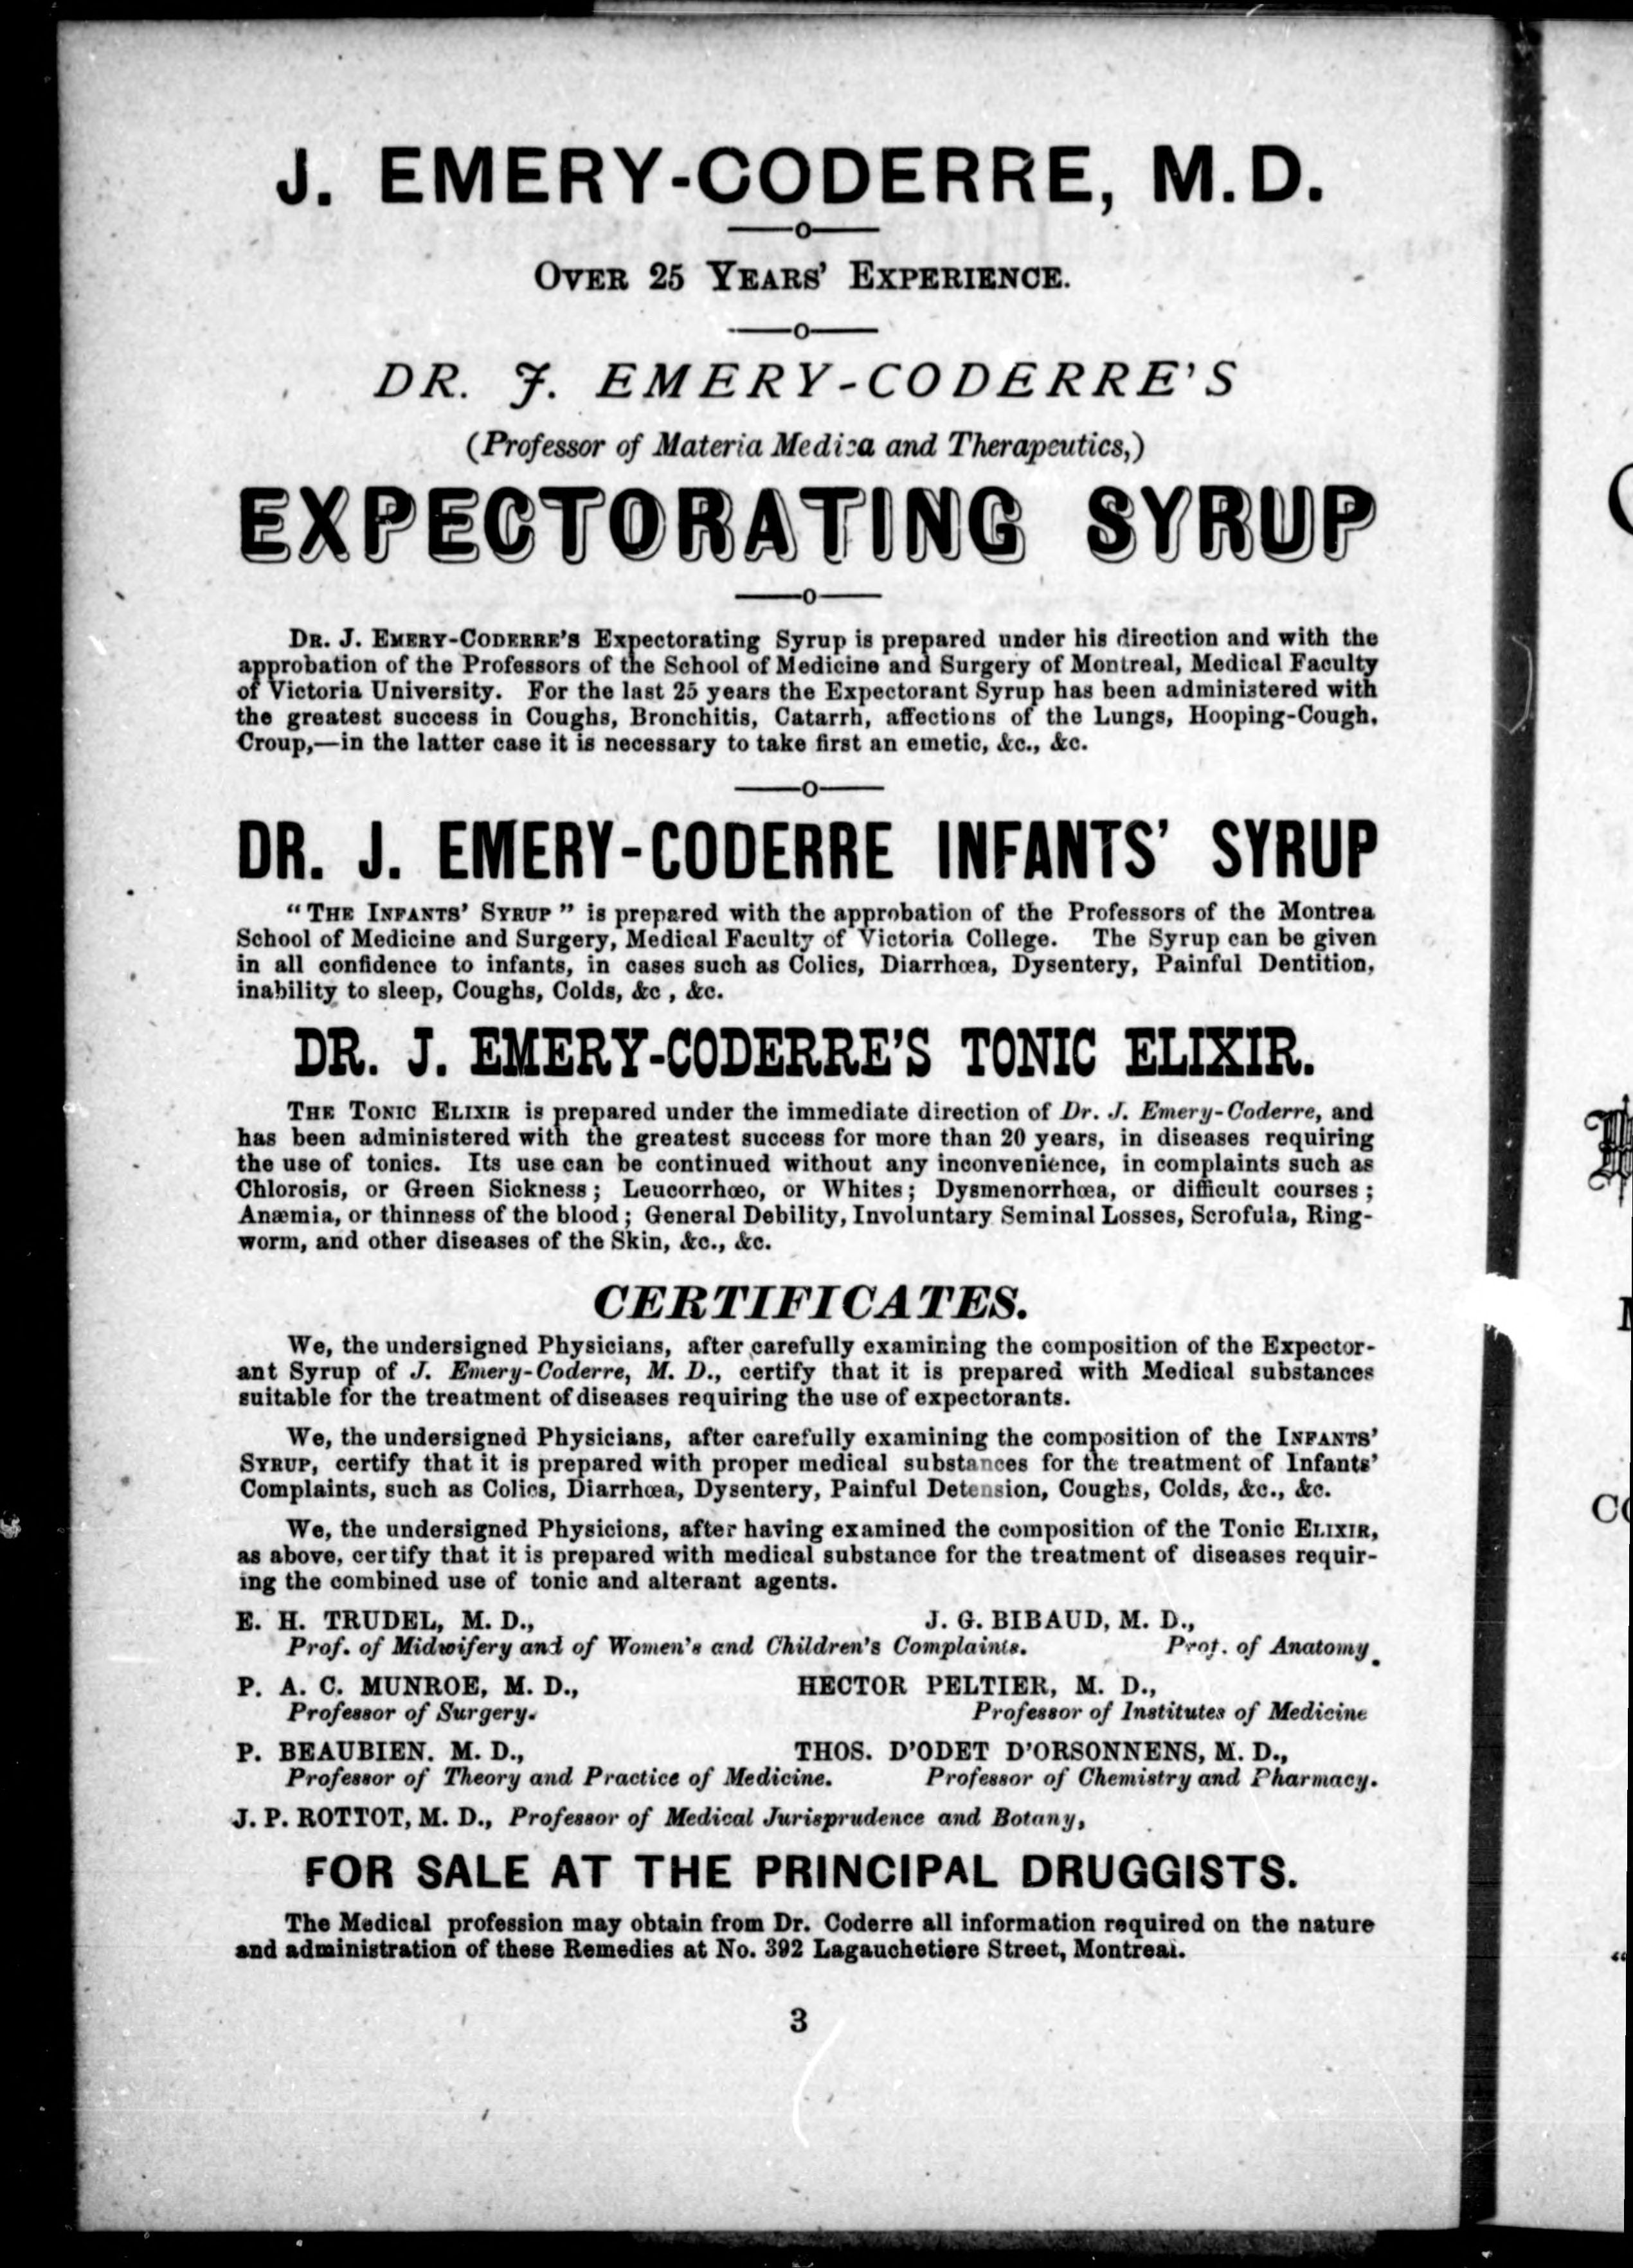 J. EMERY-CODERRE, M.D.
OVER 25 YEARS' EXPERIENCE.
DR. J. EMERY-CODERRE'S
(Professor of Materia Medica and Therapeutics,)
EXPECTORATING SYRUP
DR. J. EMERY-CODERRE'S Expectorating Syrup is prepared under his direction and with the
approbation of the Professors of the School of Medicine and Surgery of Montreal, Medical Faculty
of Victoria University. For the last 25 years the Expectorant Syrup has been administered with
the greatest success in Coughs, Bronchitis, Catarrh, affections of the Lungs, Hooping-Cough,
Croup,—in the latter case it is necessary to take first an emetic, &c., &c.
DR. J. EMERY-CODERRE INFANTS' SYRUP
"THE INFANTS' SYRUP" is prepared with the approbation of the Professors of the Montrea
School of Medicine and Surgery, Medical Faculty of Victoria College. The Syrup can be given
in all confidence to infants, in cases such as Colics, Diarrhœa, Dysentery, Painful Dentition,
inability to sleep, Coughs, Colds, &c , &c.
DR. J. EMERY-CODERRE'S TONIC ELIXIR.
THE TONIC ELIXIR is prepared under the immediate direction of Dr. J. Emery-Coderre, and
has been administered with the greatest success for more than 20 years, in diseases requiring
the use of tonics. Its use can be continued without any inconvenience, in complaints such as
Chlorosis, or Green Sickness; Leucorrhœo, or Whites; Dysmenorrhœa, or difficult courses;
Anæmia, or thinness of the blood; General Debility, Involuntary Seminal Losses, Scrofula, Ring-
worm, and other diseases of the Skin, &c., &c.
CERTIFICATES.
We, the undersigned Physicians, after carefully examining the composition of the Expector-
ant Syrup of J. Emery-Coderre, M. D., certify that it is prepared with Medical substances
suitable for the treatment of diseases requiring the use of expectorants.
We, the undersigned Physicians, after carefully examining the composition of the INFANTS'
SYRUP, certify that it is prepared with proper medical substances for the treatment of Infants'
Complaints, such as Colics, Diarrhœa, Dysentery, Painful Detension, Coughs, Colds, &c., &c.
We, the undersigned Physicions, after having examined the composition of the Tonic ELIXIR,
as above, certify that it is prepared with medical substance for the treatment of diseases requir-
ing the combined use of tonic and alterant agents.
E. H. TRUDEL, M. D., J. G. BIBAUD, M. D.,
Prof. of Midwifery and of Women's and Children's Complaints. Prof. of Anatomy.
P. A. C. MUNROE, M. D., HECTOR PELTIER, M. D.,
Professor of Surgery. Professor of Institutes of Medicine
P. BEAUBIEN. M. D., THOS. D'ODET D'ORSONNENS, M. D.,
Professor of Theory and Practice of Medicine. Professor of Chemistry and Pharmacy.
J. P. ROTTOT, M. D., Professor of Medical Jurisprudence and Botany,
FOR SALE AT THE PRINCIPAL DRUGGISTS.
The Medical profession may obtain from Dr. Coderre all information required on the nature
and administration of these Remedies at No. 392 Lagauchetiere Street, Montreal.
3